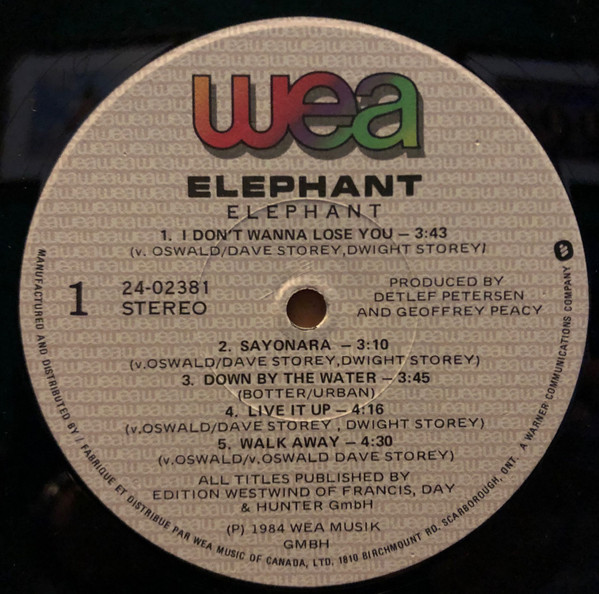 wea
ELEPHANT
ELEPHANT
1. I DON'T WANNA LOSE YOU – 3:43
(v. OSWALD/DAVE STOREY, DWIGHT STOREY)
1
24-02381
STEREO
PRODUCED BY
DETLEF PETERSEN
AND GEOFFREY PEACY
2. SAYONARA – 3:10
(v.OSWALD/DAVE STOREY,DWIGHT STOREY)
3. DOWN BY THE WATER – 3:45
(BOTTER/URBAN)
4. LIVE IT UP – 4:16
(v.OSWALD/DAVE STOREY , DWIGHT STOREY)
5. WALK AWAY – 4:30
(v.OSWALD/v.OSWALD DAVE STOREY)
ALL TITLES PUBLISHED BY
EDITION WESTWIND OF FRANCIS, DAY
& HUNTER GmbH
(P) 1984 WEA MUSIK
GMBH
MANUFACTURED AND DISTRIBUTED BY / FABRIQUE ET DISTRIBUE PAR WEA MUSIC OF CANADA, LTD. 1810 BIRCHMOUNT RD. SCARBOROUGH, ONT. A WARNER COMMUNICATIONS COMPANY